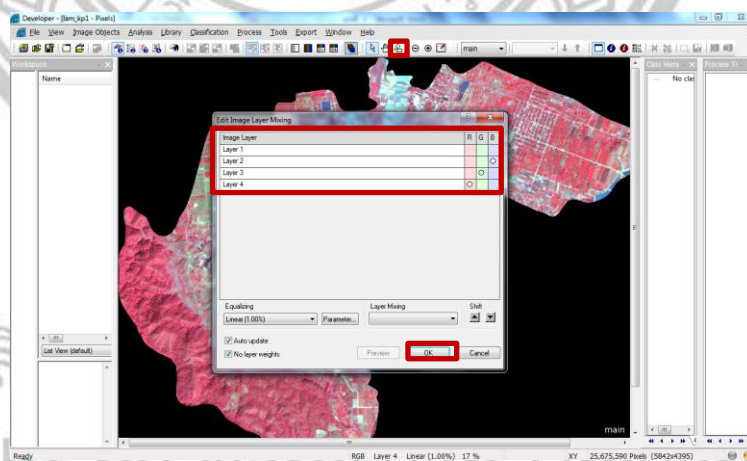 Developer - [lam_kp1 - Pixels]
File View Image Objects Analysis Library Classification Process Tools Export Window Help
main
Workspace
Class Hiera
Process Tr
Name
No clas
Edit Image Layer Mixing
Image Layer R G B
Layer 1
Layer 2
Layer 3
Layer 4
Equalizing
Layer Mixing
Shift
Linear (1.00%)
Parameter...
Auto update
No layer weights
Preview
OK
Cancel
List View (default)
main
Ready
RGB Layer 4 Linear (1.00%) 17 %
XY 25,675,590 Pixels (5842x4395)